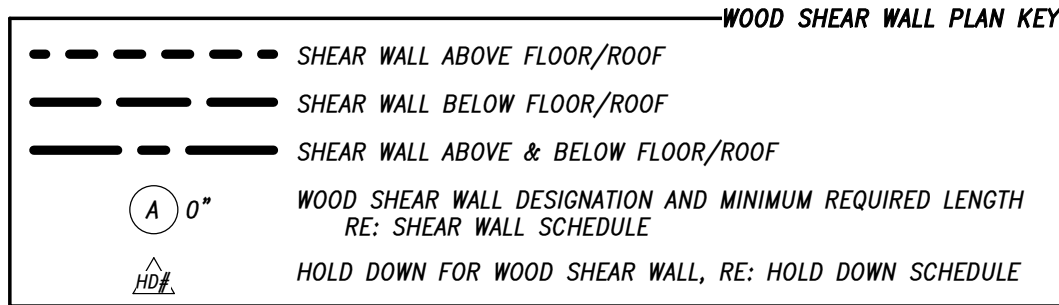 WOOD SHEAR WALL PLAN KEY
SHEAR WALL ABOVE FLOOR/ROOF
SHEAR WALL BELOW FLOOR/ROOF
SHEAR WALL ABOVE & BELOW FLOOR/ROOF
A 0" WOOD SHEAR WALL DESIGNATION AND MINIMUM REQUIRED LENGTH
RE: SHEAR WALL SCHEDULE
HD# HOLD DOWN FOR WOOD SHEAR WALL, RE: HOLD DOWN SCHEDULE